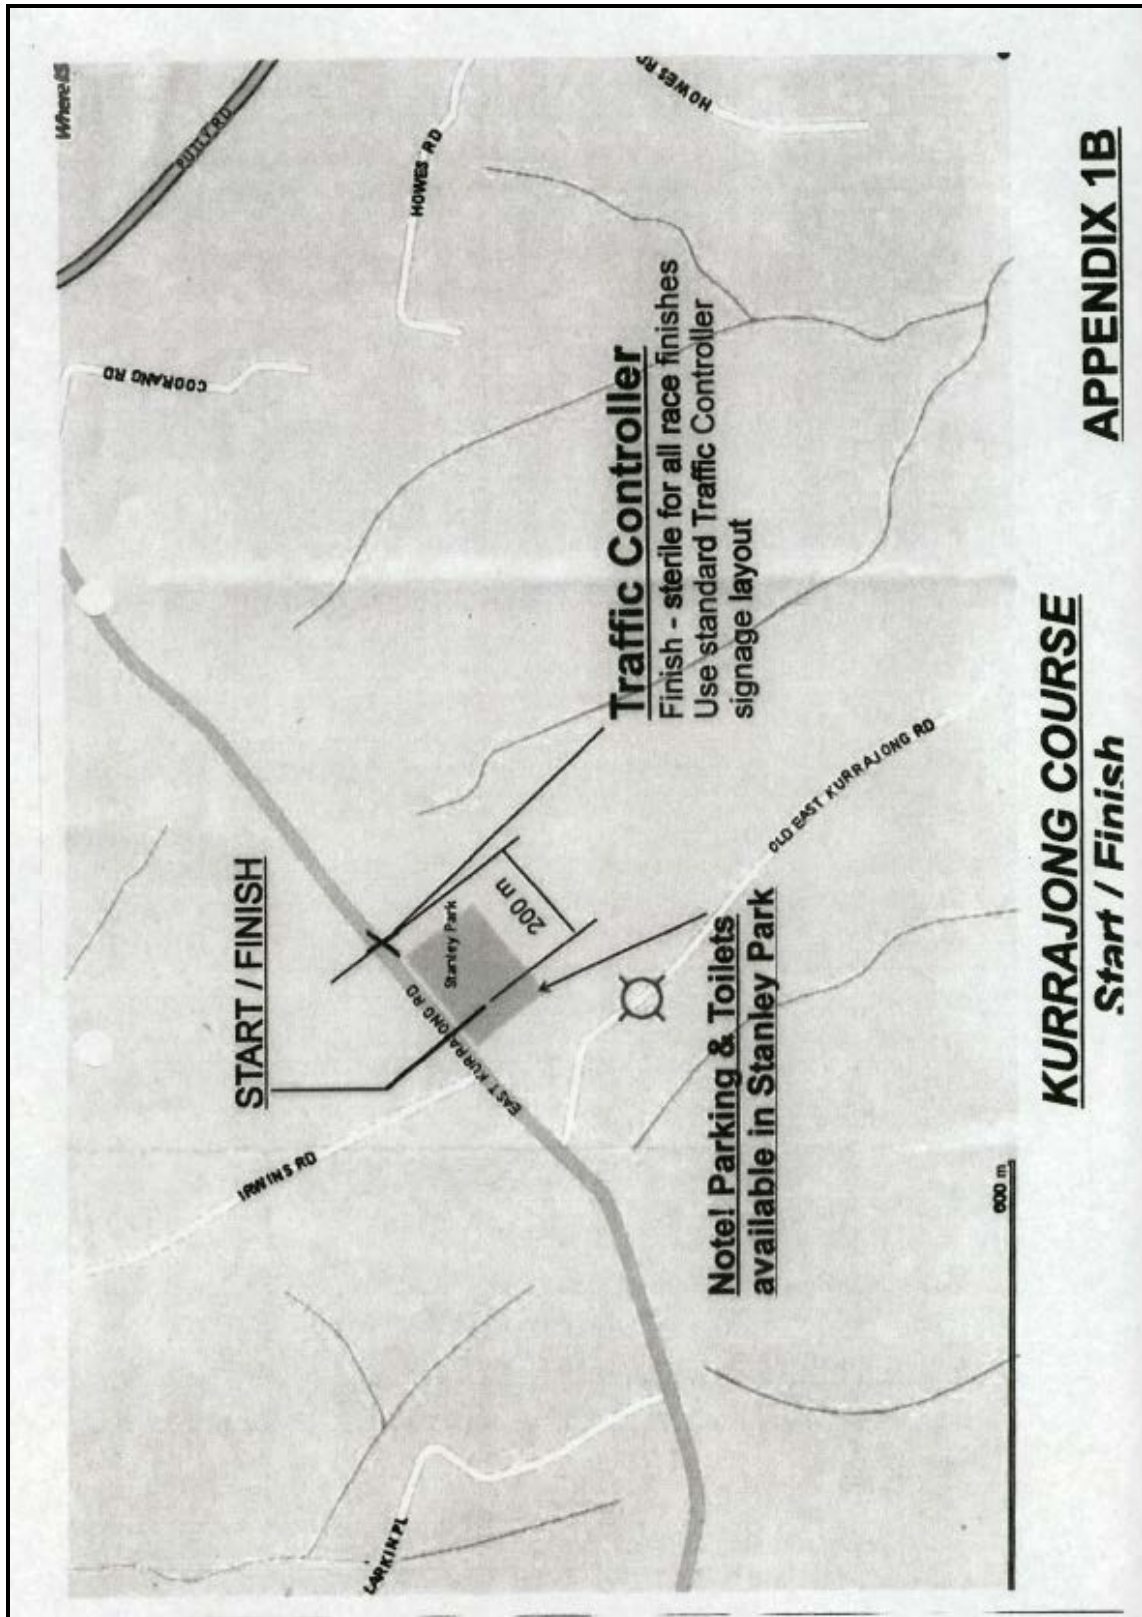 WhereIS
PUTTY RD
HOWES RD
HOWES RD
COORANG RD
START / FINISH
Traffic Controller
Finish - sterile for all race finishes
Use standard Traffic Controller
signage layout
Stanley Park
200 m
EAST KURRAJONG RD
IRWINS RD
OLD EAST KURRAJONG RD
Note! Parking & Toilets
available in Stanley Park
LARKIN PL
600 m
KURRAJONG COURSE
Start / Finish
APPENDIX 1B